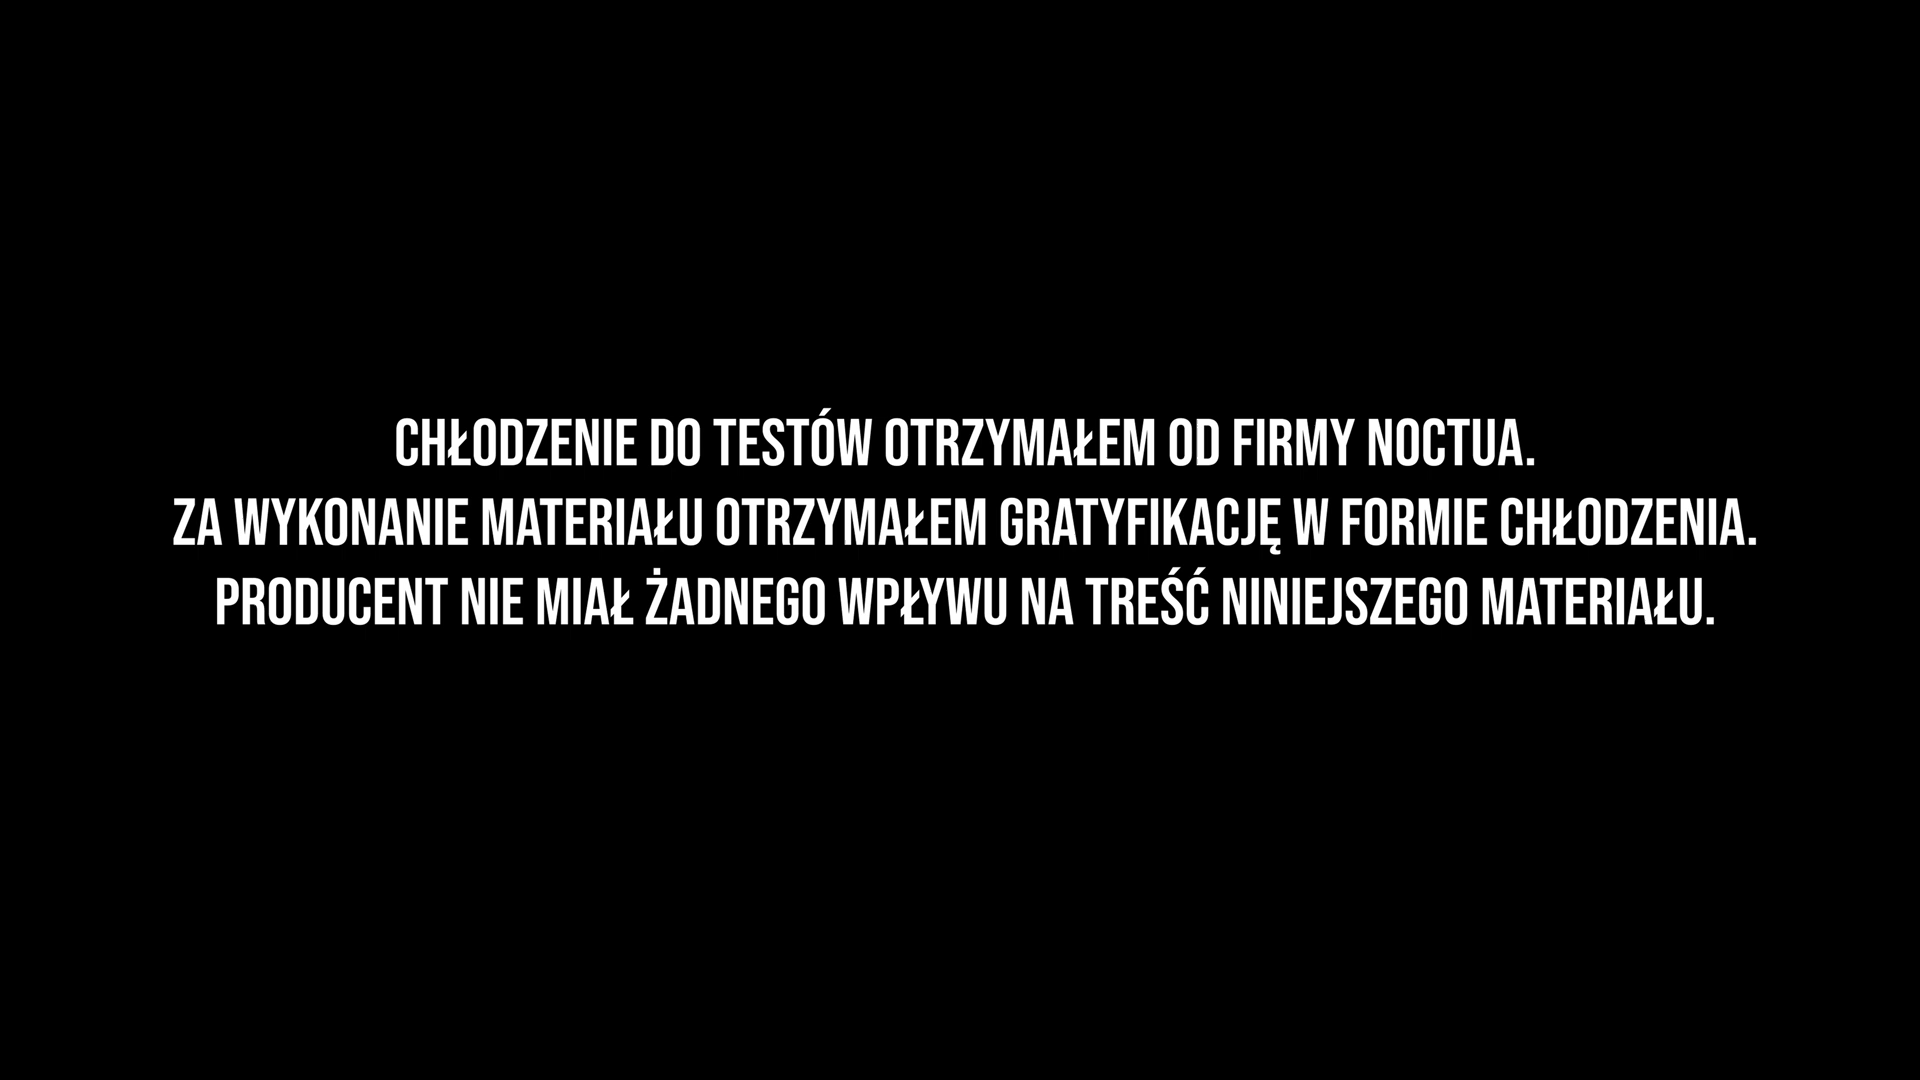 CHŁODZENIE DO TESTÓW OTRZYMAŁEM OD FIRMY NOCTUA.
ZA WYKONANIE MATERIAŁU OTRZYMAŁEM GRATYFIKACJĘ W FORMIE CHŁODZENIA.
PRODUCENT NIE MIAŁ ŻADNEGO WPŁYWU NA TREŚĆ NINIEJSZEGO MATERIAŁU.